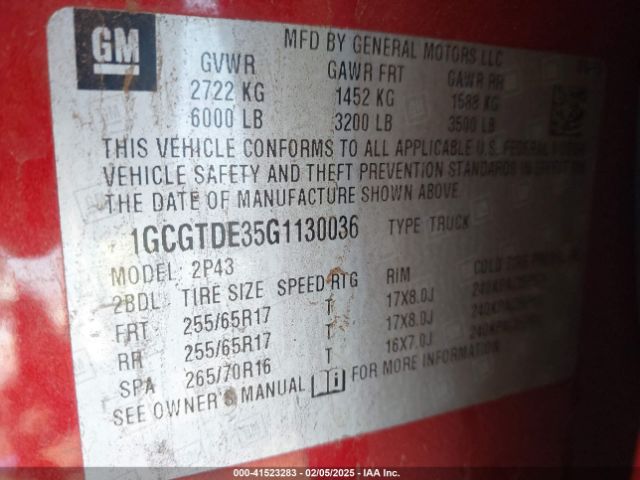 GM
MFD BY GENERAL MOTORS LLC
GVWR GAWR FRT GAWR RR
2722 KG 1452 KG 1588 KG
6000 LB 3200 LB 3500 LB
THIS VEHICLE CONFORMS TO ALL APPLICABLE U.S. FEDERAL
VEHICLE SAFETY AND THEFT PREVENTION STANDARDS IN EFFECT ON
THE DATE OF MANUFACTURE SHOWN ABOVE.
1GCGTDE35G1130036 TYPE TRUCK
MODEL: 2P43
2BDL TIRE SIZE SPEED RTG RIM COLD TIRE
FRT 255/65R17 T 17X8.0J
RR 255/65R17 T 17X8.0J
SPA 265/70R16 T 16X7.0J
SEE OWNER'S MANUAL FOR MORE INFORMATION
000-41523283 - 02/05/2025 - IAA Inc.